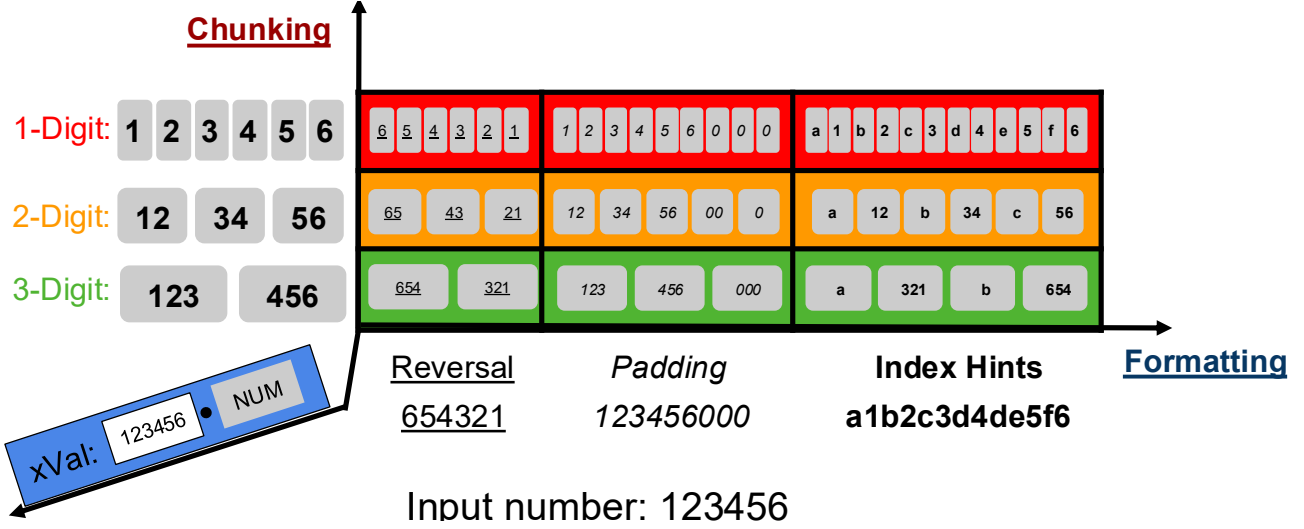 Chunking
1-Digit: 1 2 3 4 5 6 6 5 4 3 2 1 1 2 3 4 5 6 0 0 0 a 1 b 2 c 3 d 4 e 5 f 6
2-Digit: 12 34 56 65 43 21 12 34 56 00 0 a 12 b 34 c 56
3-Digit: 123 456 654 321 123 456 000 a 321 b 654
Reversal Padding Index Hints Formatting
654321 123456000 a1b2c3d4de5f6
xVal: 123456 • NUM
Input number: 123456